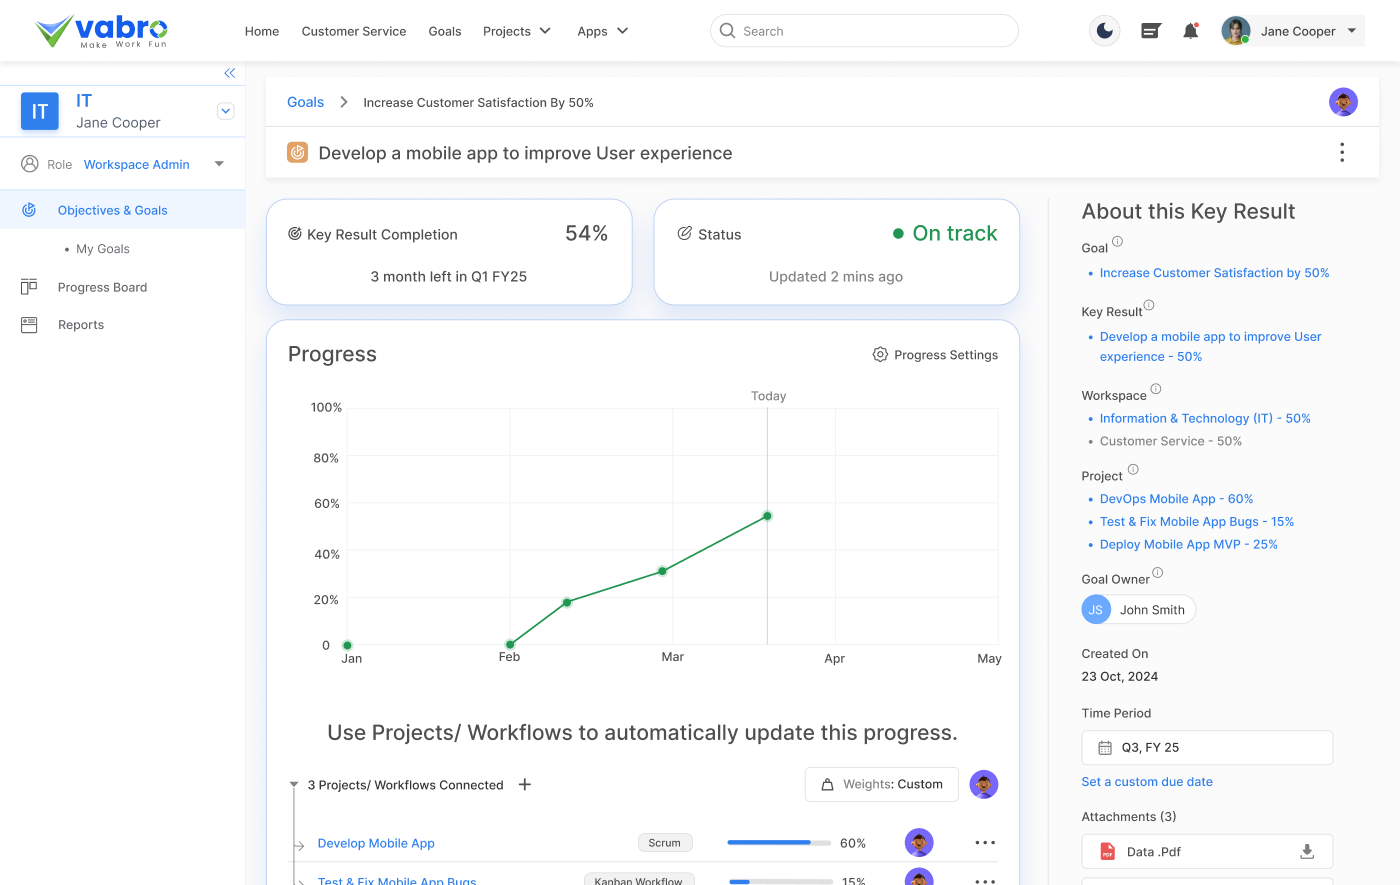 vabro
Make Work Fun
Home
Customer Service
Goals
Projects
Apps
Search
Jane Cooper
IT
IT
Jane Cooper
Role Workspace Admin
Objectives & Goals
• My Goals
Progress Board
Reports
Goals
Increase Customer Satisfaction By 50%
Develop a mobile app to improve User experience
Key Result Completion
54%
3 month left in Q1 FY25
Status
On track
Updated 2 mins ago
Progress
Progress Settings
Today
100%
80%
60%
40%
20%
0
Jan
Feb
Mar
Apr
May
Use Projects/ Workflows to automatically update this progress.
3 Projects/ Workflows Connected +
Weights: Custom
Develop Mobile App
Scrum
60%
Test & Fix Mobile App Bugs
Kanban Workflow
15%
About this Key Result
Goal
• Increase Customer Satisfaction by 50%
Key Result
• Develop a mobile app to improve User
experience - 50%
Workspace
• Information & Technology (IT) - 50%
• Customer Service - 50%
Project
• DevOps Mobile App - 60%
• Test & Fix Mobile App Bugs - 15%
• Deploy Mobile App MVP - 25%
Goal Owner
JS
John Smith
Created On
23 Oct, 2024
Time Period
Q3, FY 25
Set a custom due date
Attachments (3)
PDF
Data .Pdf